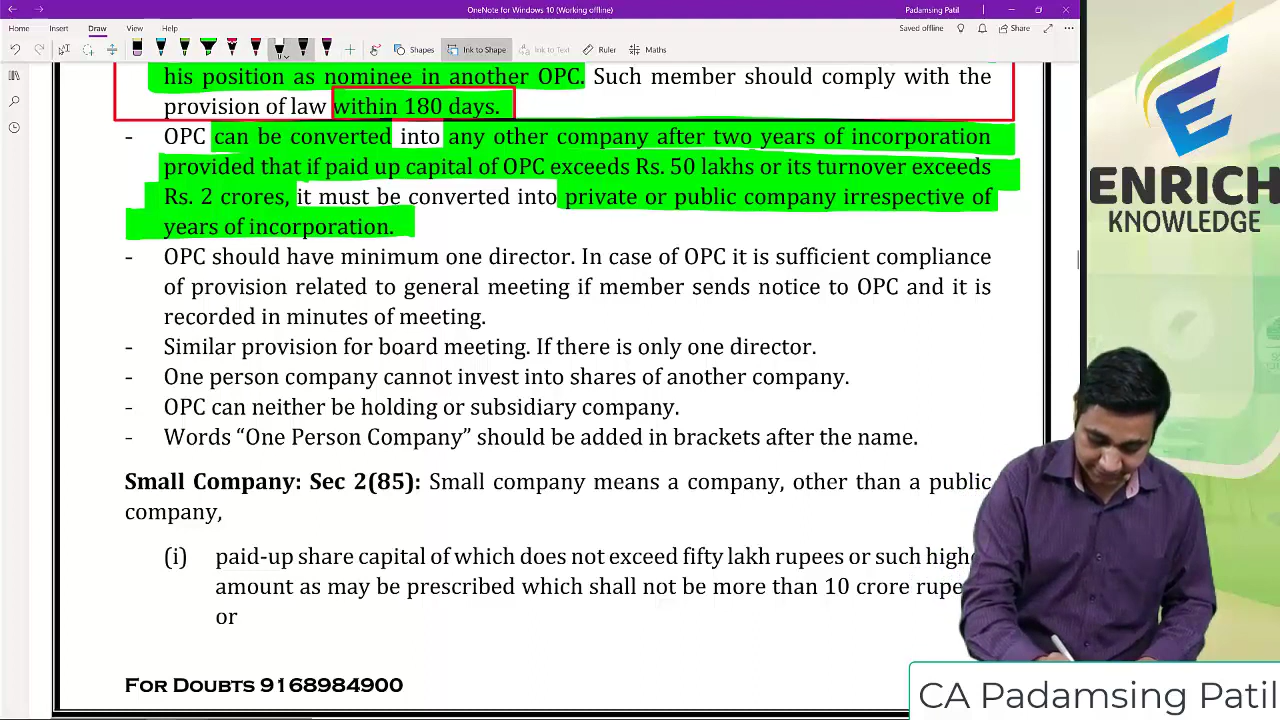 OneNote for Windows 10 (Working offline)
Padamsing Patil
Home Insert Draw View Help
Saved offline
Share
Shapes
Ink to Shape
Ink to Text
Ruler
Maths
his position as nominee in another OPC. Such member should comply with the
provision of law within 180 days.
- OPC can be converted into any other company after two years of incorporation
provided that if paid up capital of OPC exceeds Rs. 50 lakhs or its turnover exceeds
Rs. 2 crores, it must be converted into private or public company irrespective of
years of incorporation.
- OPC should have minimum one director. In case of OPC it is sufficient compliance
of provision related to general meeting if member sends notice to OPC and it is
recorded in minutes of meeting.
- Similar provision for board meeting. If there is only one director.
- One person company cannot invest into shares of another company.
- OPC can neither be holding or subsidiary company.
- Words “One Person Company” should be added in brackets after the name.
Small Company: Sec 2(85): Small company means a company, other than a public
company,
(i) paid-up share capital of which does not exceed fifty lakh rupees or such
amount as may be prescribed which shall not be more than 10 crore
or
FOR DOUBTS 9168984900
ENRICH
KNOWLEDGE
CA Padamsing Patil